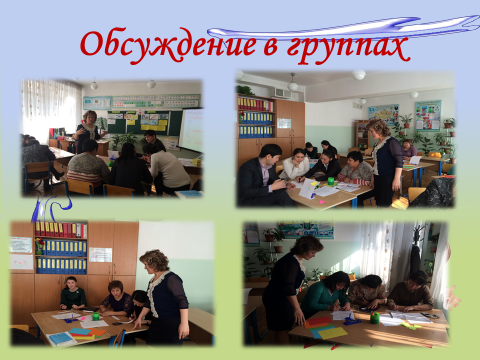 Обсуждение в группах